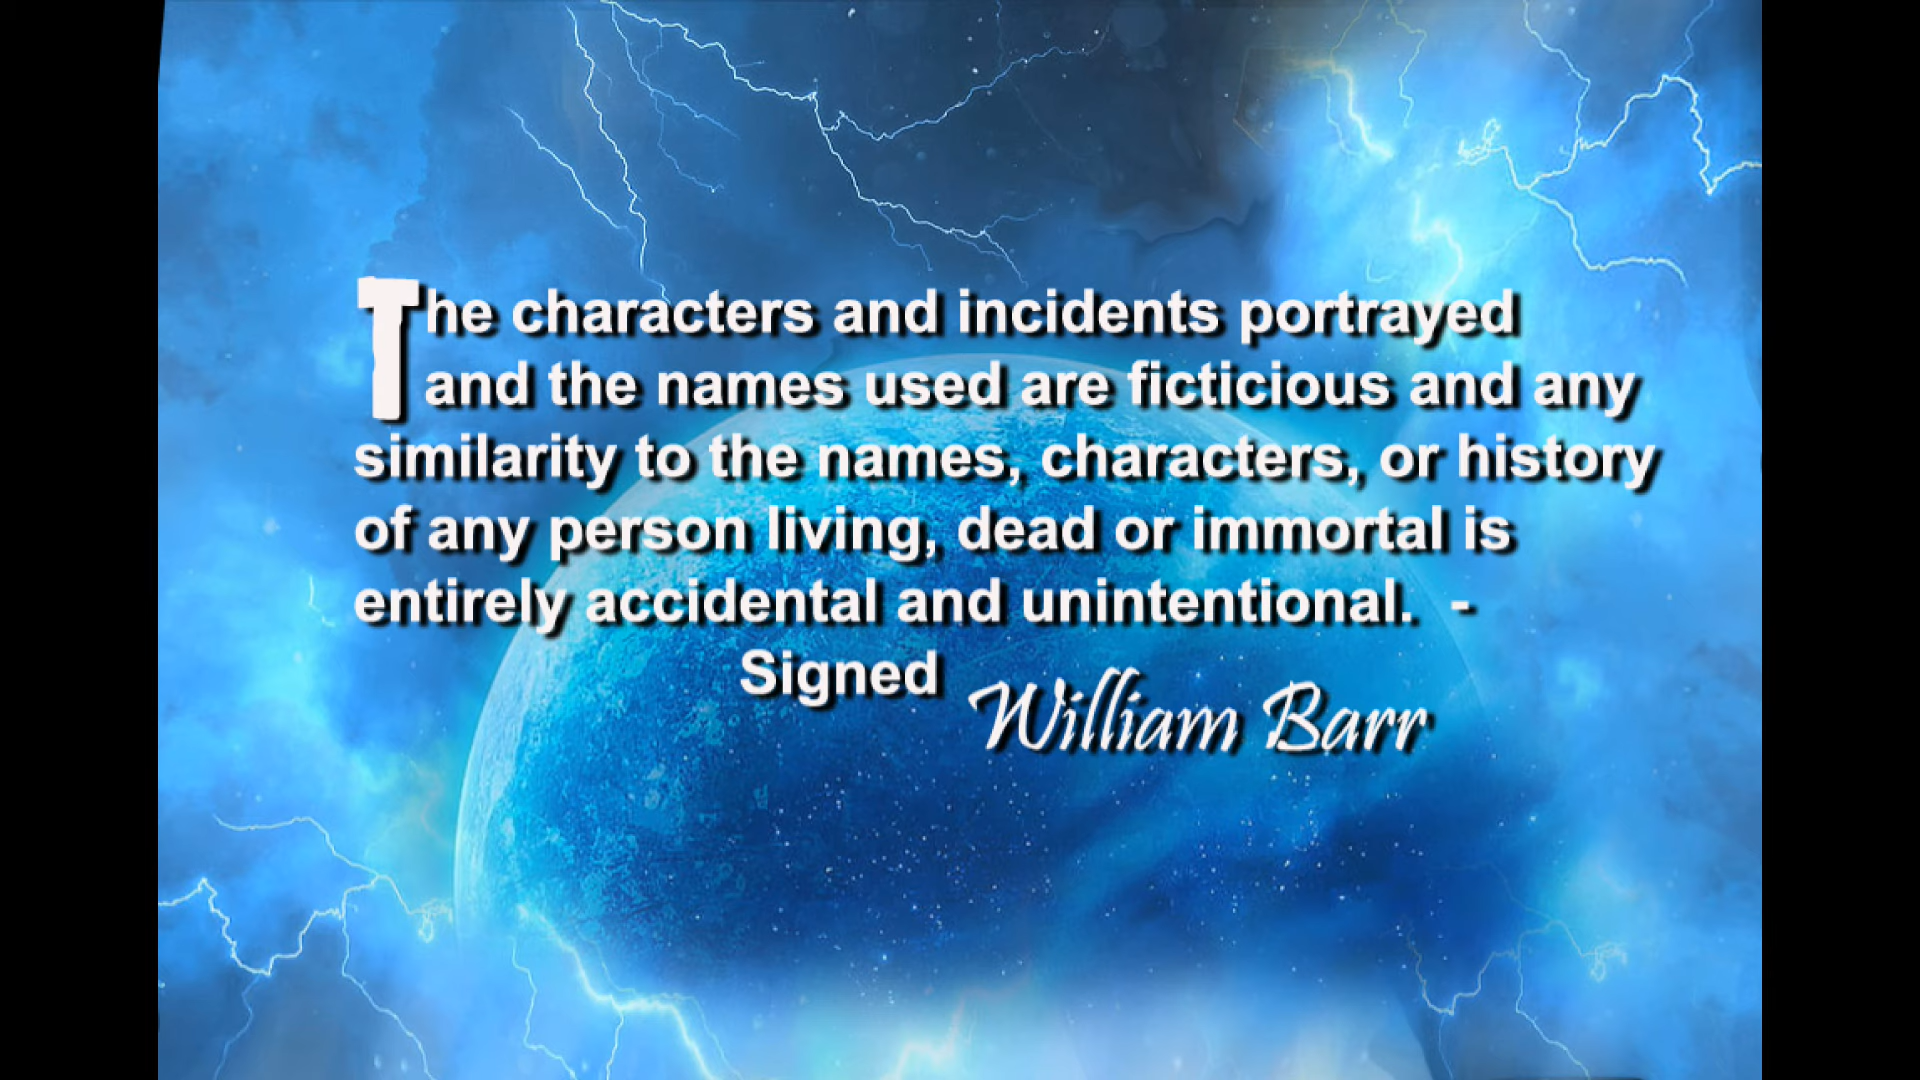 The characters and incidents portrayed
and the names used are ficticious and any
similarity to the names, characters, or history
of any person living, dead or immortal is
entirely accidental and unintentional. -
Signed William Barr